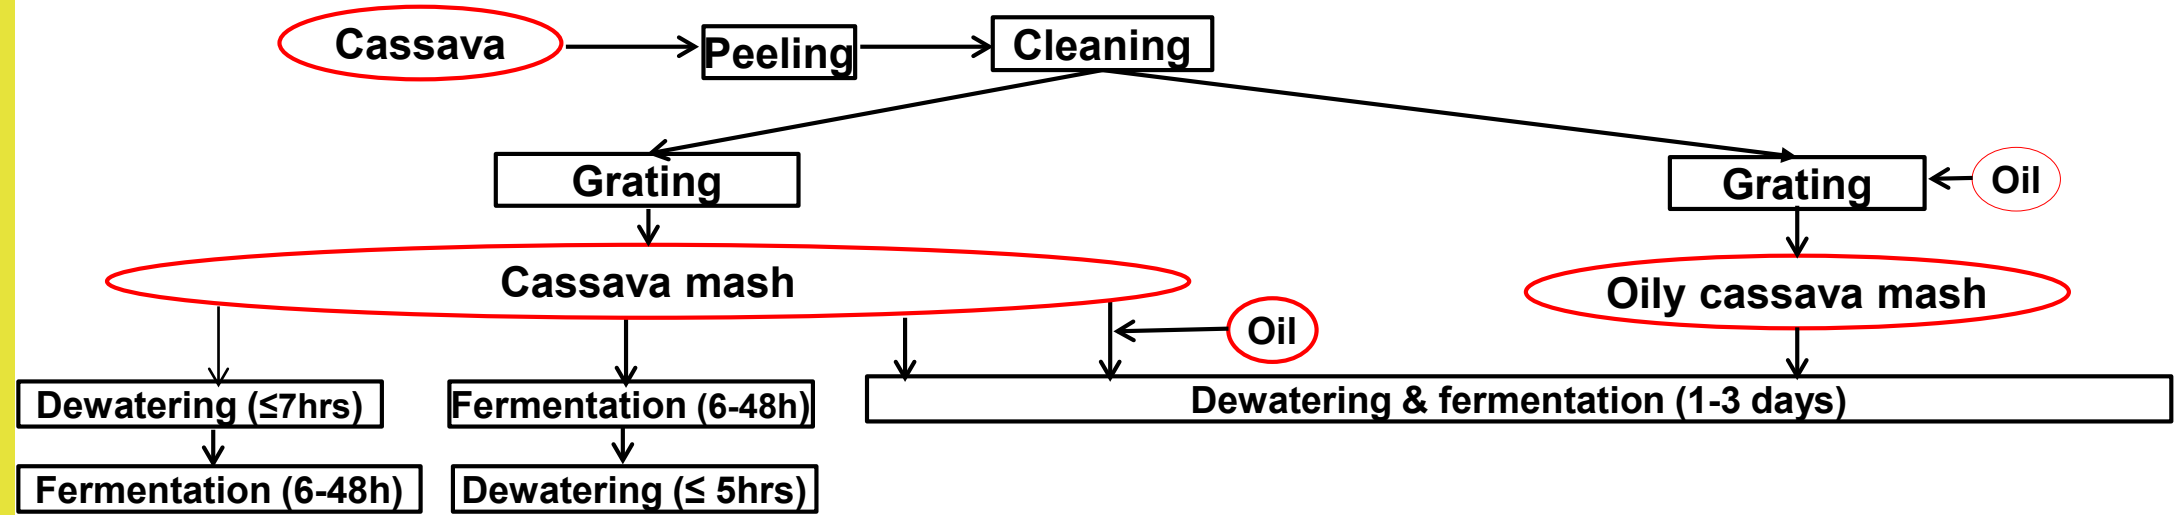 Cassava
Peeling
Cleaning
Grating
Grating
Oil
Cassava mash
Oily cassava mash
Oil
Dewatering (≤7hrs)
Fermentation (6-48h)
Dewatering & fermentation (1-3 days)
Fermentation (6-48h)
Dewatering (≤ 5hrs)